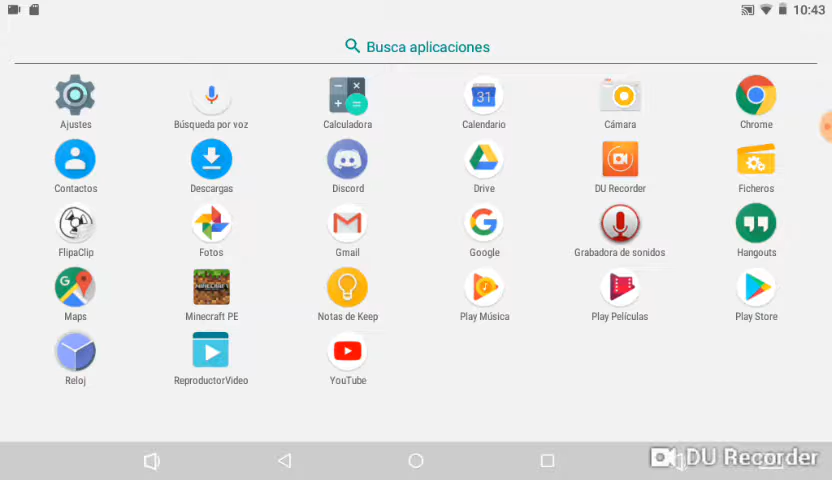 10:43
Busca aplicaciones
Ajustes Búsqueda por voz Calculadora Calendario Cámara Chrome
31
Contactos Descargas Discord Drive DU Recorder Ficheros
FlipaClip Fotos Gmail Google Grabadora de sonidos Hangouts
Maps Minecraft PE Notas de Keep Play Música Play Películas Play Store
Reloj ReproductorVideo YouTube
DU Recorder